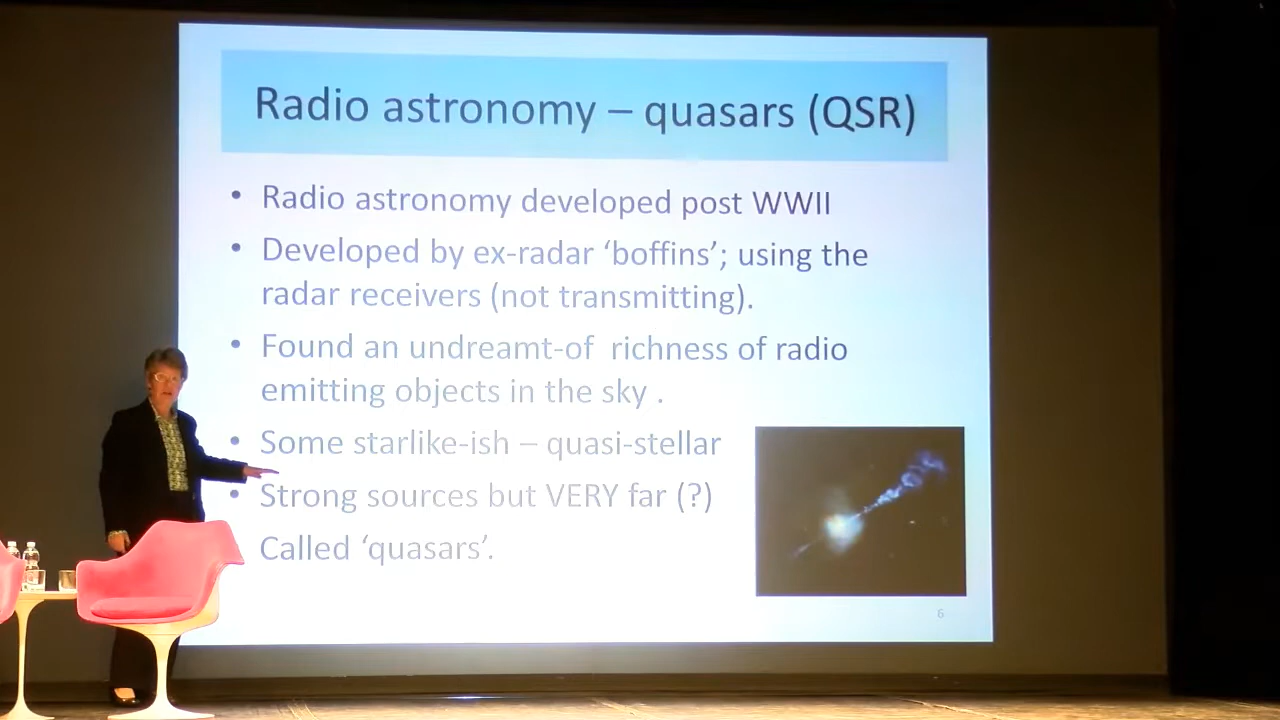 Radio astronomy – quasars (QSR)
• Radio astronomy developed post WWII
• Developed by ex-radar ‘boffins’; using the
radar receivers (not transmitting).
• Found an undreamt-of richness of radio
emitting objects in the sky .
• Some starlike-ish – quasi-stellar
• Strong sources but VERY far (?)
Called ‘quasars’.
6